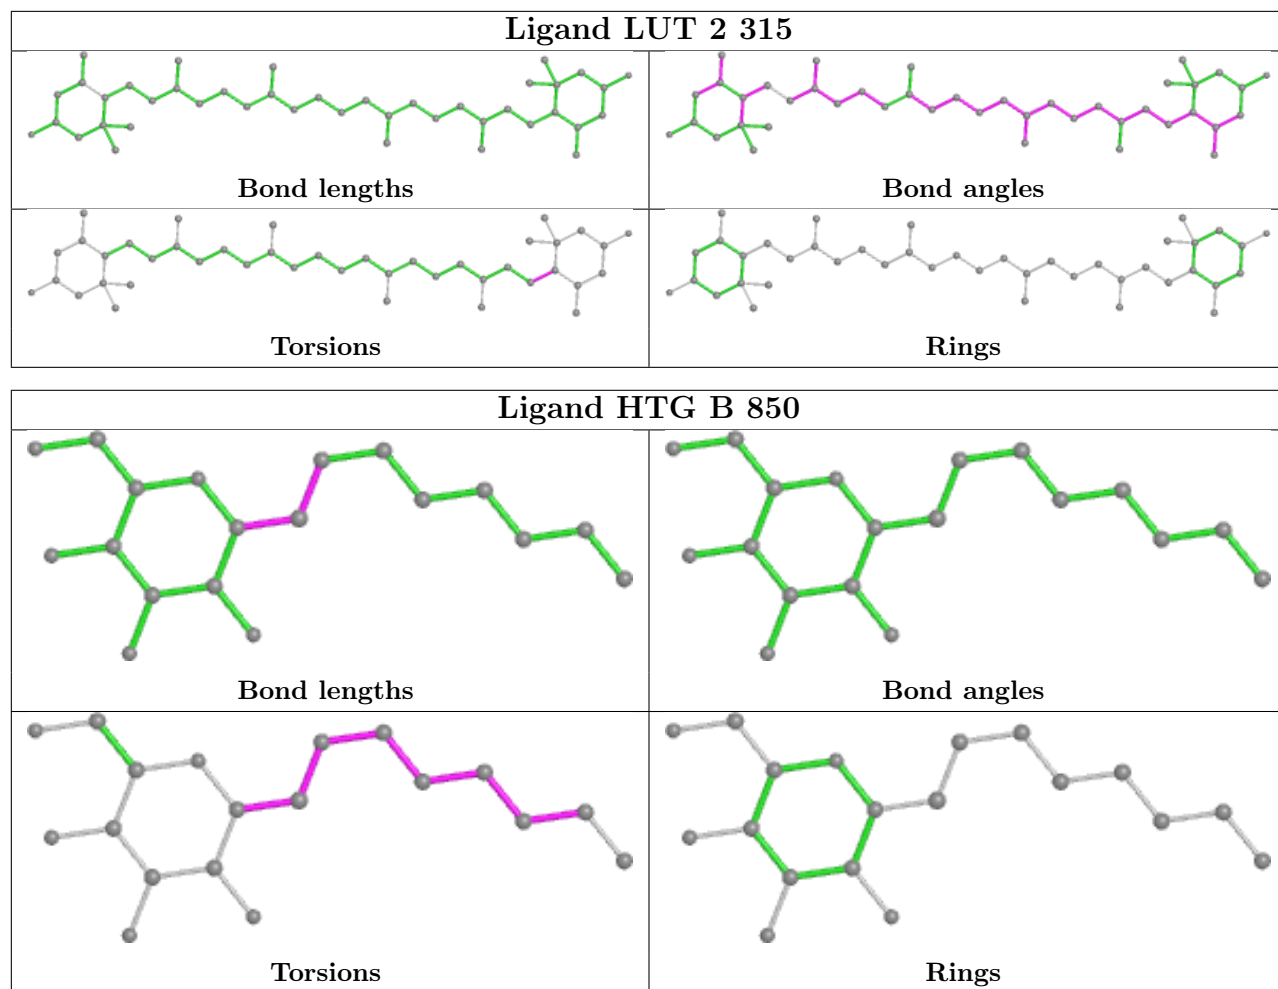 Ligand LUT 2 315
Bond lengths
Bond angles
Torsions
Rings
Ligand HTG B 850
Bond lengths
Bond angles
Torsions
Rings